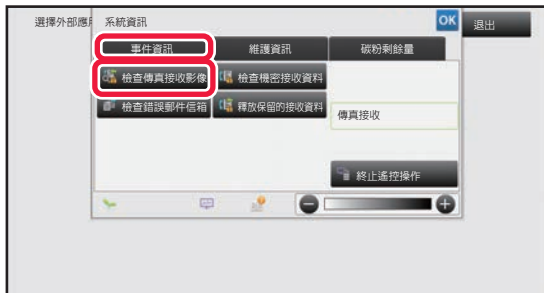 選擇外部應
系統資訊
OK
退出
事件資訊
維護資訊
碳粉剩餘量
檢查傳真接收影像
檢查機密接收資料
檢查錯誤郵件信箱
釋放保留的接收資料
傳真接收
終止遙控操作